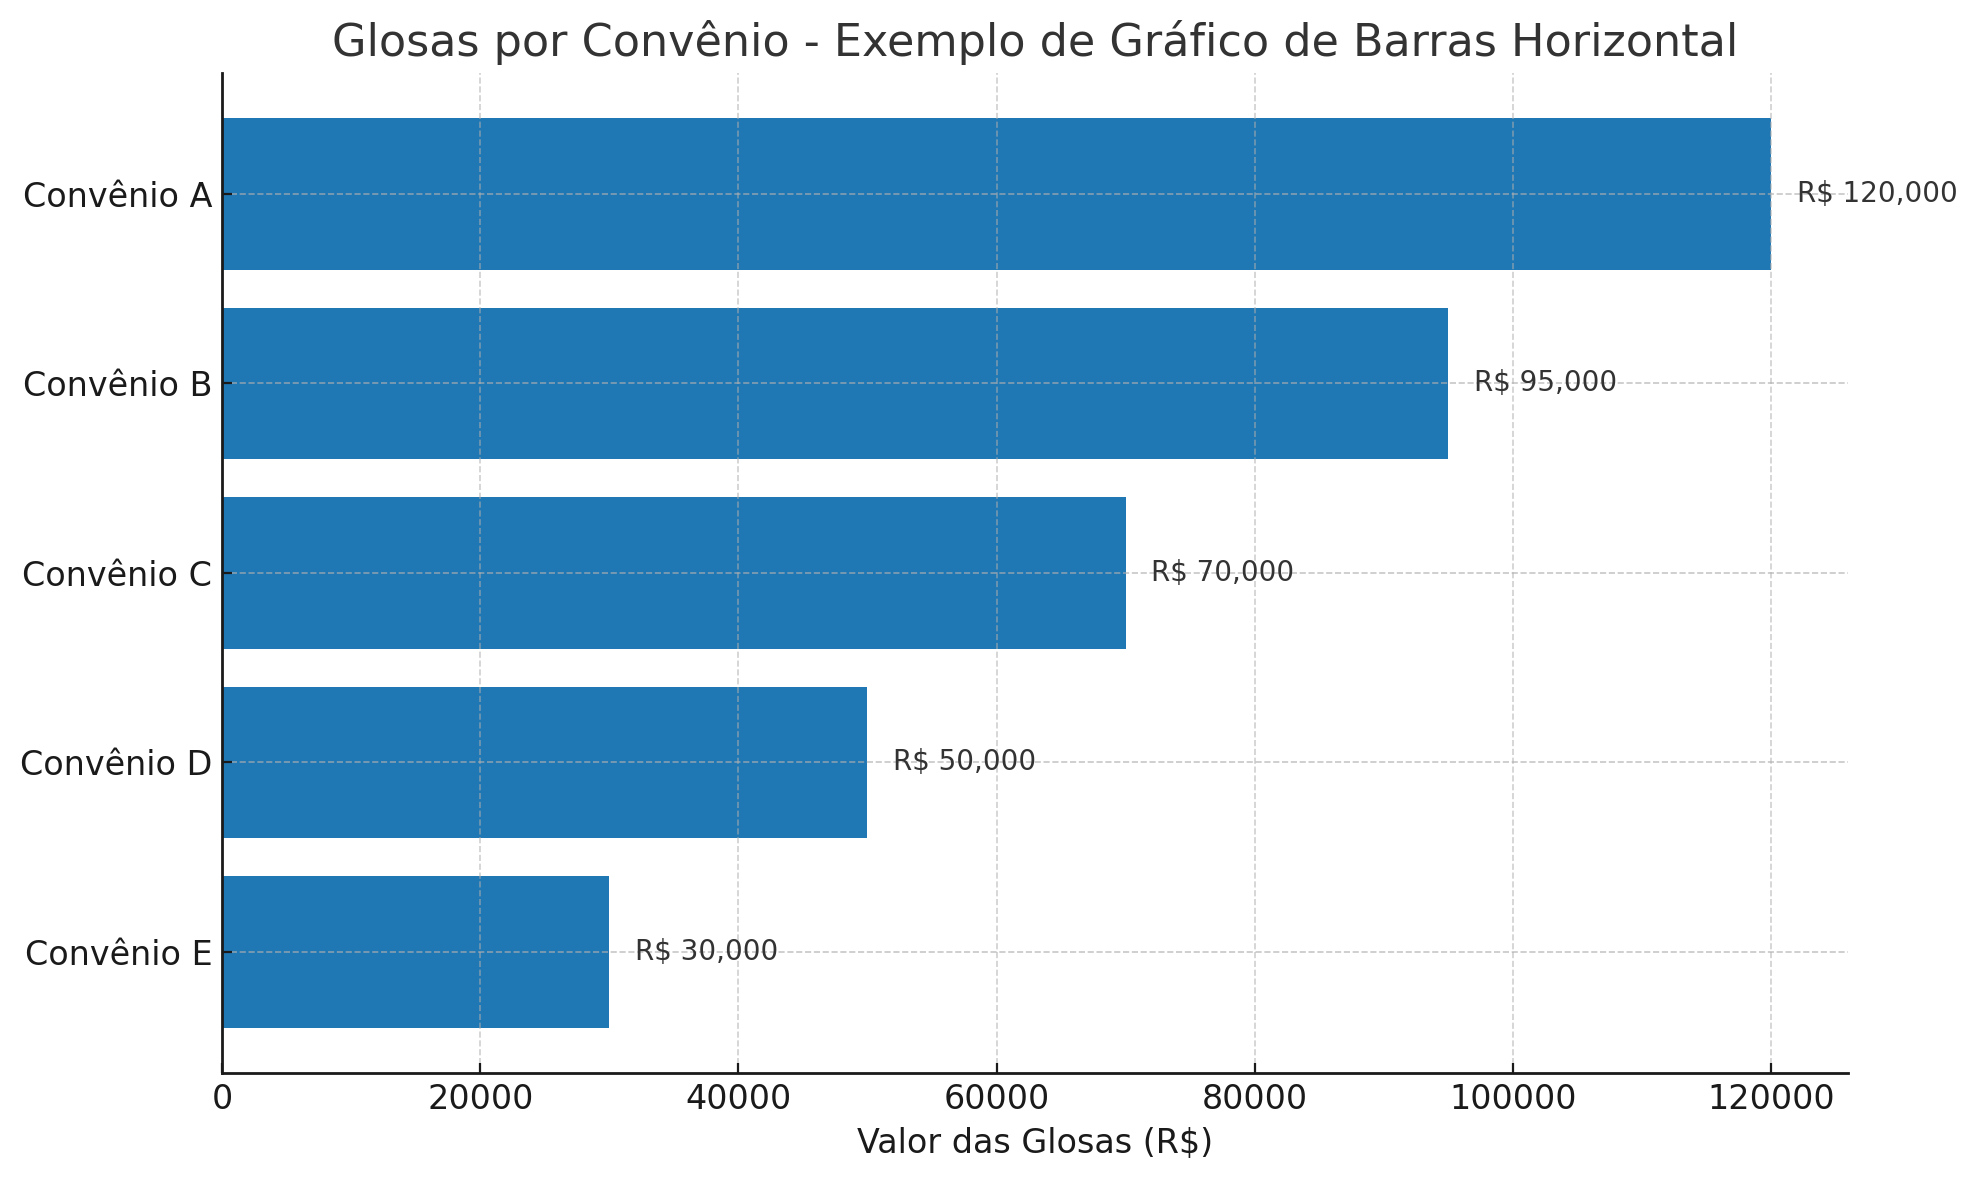 Glosas por Convênio - Exemplo de Gráfico de Barras Horizontal
Convênio A
R$ 120,000
Convênio B
R$ 95,000
Convênio C
R$ 70,000
Convênio D
R$ 50,000
Convênio E
R$ 30,000
0 20000 40000 60000 80000 100000 120000
Valor das Glosas (R$)